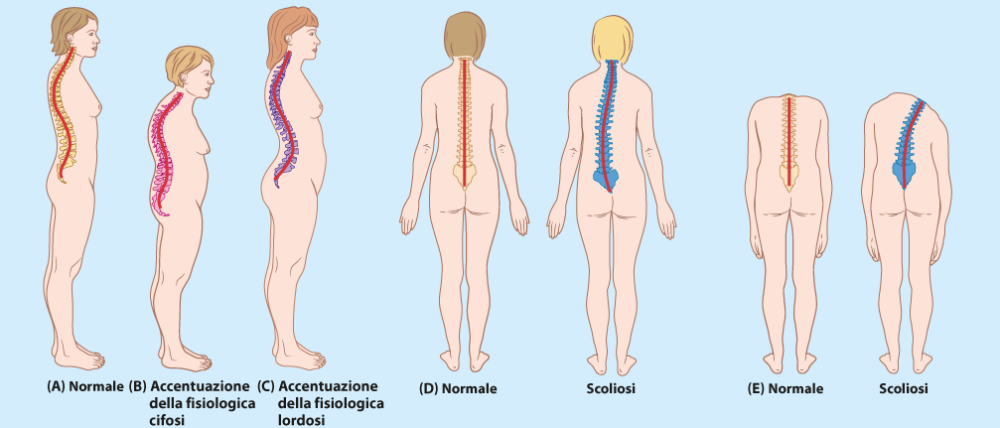 (A) Normale
(B) Accentuazione
della fisiologica
cifosi
(C) Accentuazione
della fisiologica
lordosi
(D) Normale
Scoliosi
(E) Normale
Scoliosi